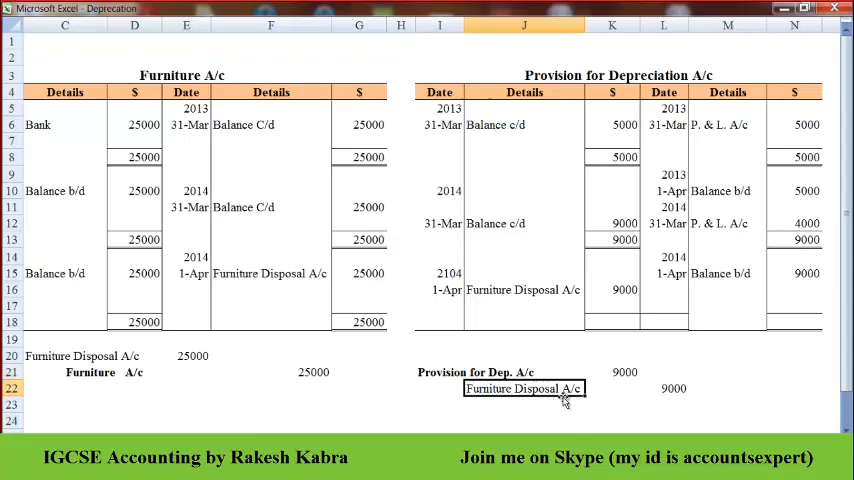 Microsoft Excel - Deprecation
C D E F G H I J K L M N
1
2
3 Furniture A/c Provision for Depreciation A/c
4 Details $ Date Details $ Date Details $ Date Details $
5 2013 2013 2013
6 Bank 25000 31-Mar Balance C/d 25000 31-Mar Balance c/d 5000 31-Mar P. & L. A/c 5000
7
8 25000 25000 5000 5000
9 2013
10 Balance b/d 25000 2014 2014 1-Apr Balance b/d 5000
11 31-Mar Balance C/d 25000 2014
12 31-Mar Balance c/d 9000 31-Mar P. & L. A/c 4000
13 25000 25000 9000 9000
14 2014 2014
15 Balance b/d 25000 1-Apr Furniture Disposal A/c 25000 2104 1-Apr Balance b/d 9000
16 1-Apr Furniture Disposal A/c 9000
17
18 25000 25000
19
20 Furniture Disposal A/c 25000
21 Furniture A/c 25000 Provision for Dep. A/c 9000
22 Furniture Disposal A/c 9000
23
24
IGCSE Accounting by Rakesh Kabra Join me on Skype (my id is accountsexpert)